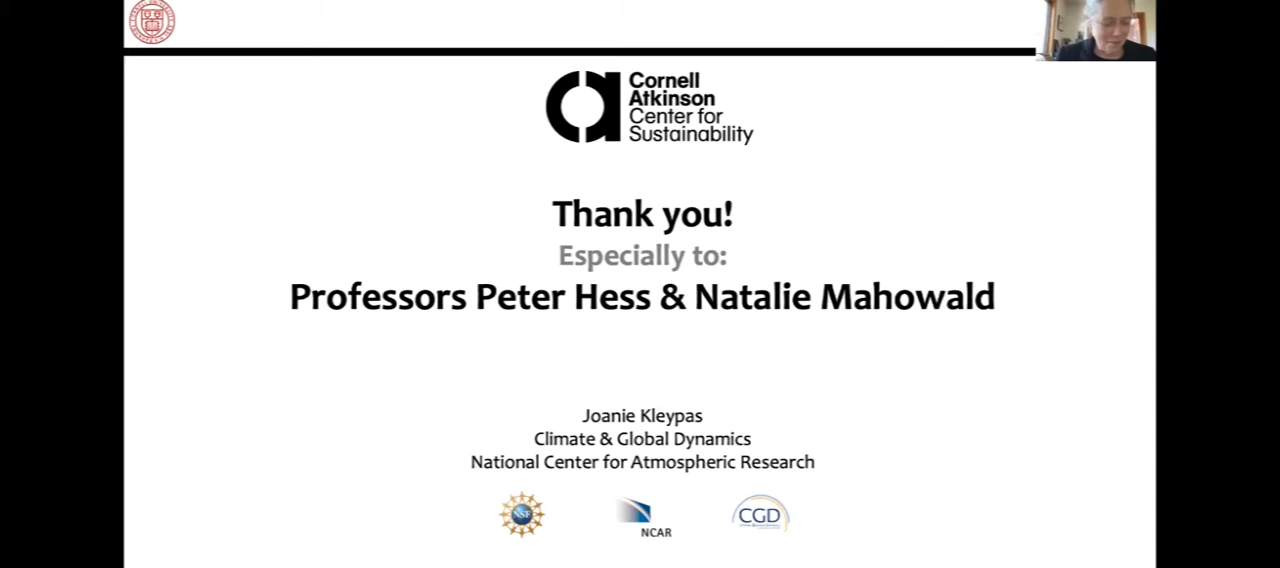 Cornell
Atkinson
Center for
Sustainability
Thank you!
Especially to:
Professors Peter Hess & Natalie Mahowald
Joanie Kleypas
Climate & Global Dynamics
National Center for Atmospheric Research
NSF
NCAR
CGD